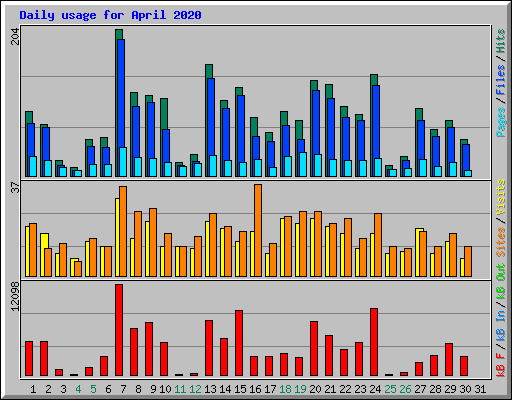 Daily usage for April 2020
204
Pages / Files / Hits
37
Sites / Visits
12098
kB F / kB In / kB Out
1 2 3 4 5 6 7 8 9 10 11 12 13 14 15 16 17 18 19 20 21 22 23 24 25 26 27 28 29 30 31